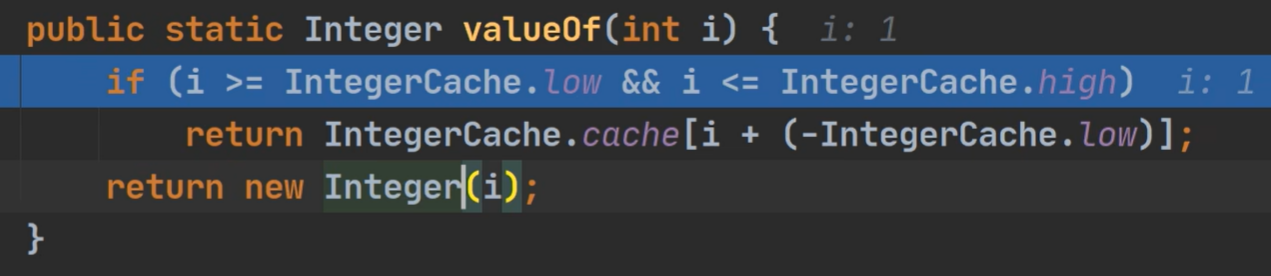 public static Integer valueOf(int i) {  i: 1
    if (i >= IntegerCache.low && i <= IntegerCache.high)  i: 1
        return IntegerCache.cache[i + (-IntegerCache.low)];
    return new Integer(i);
}